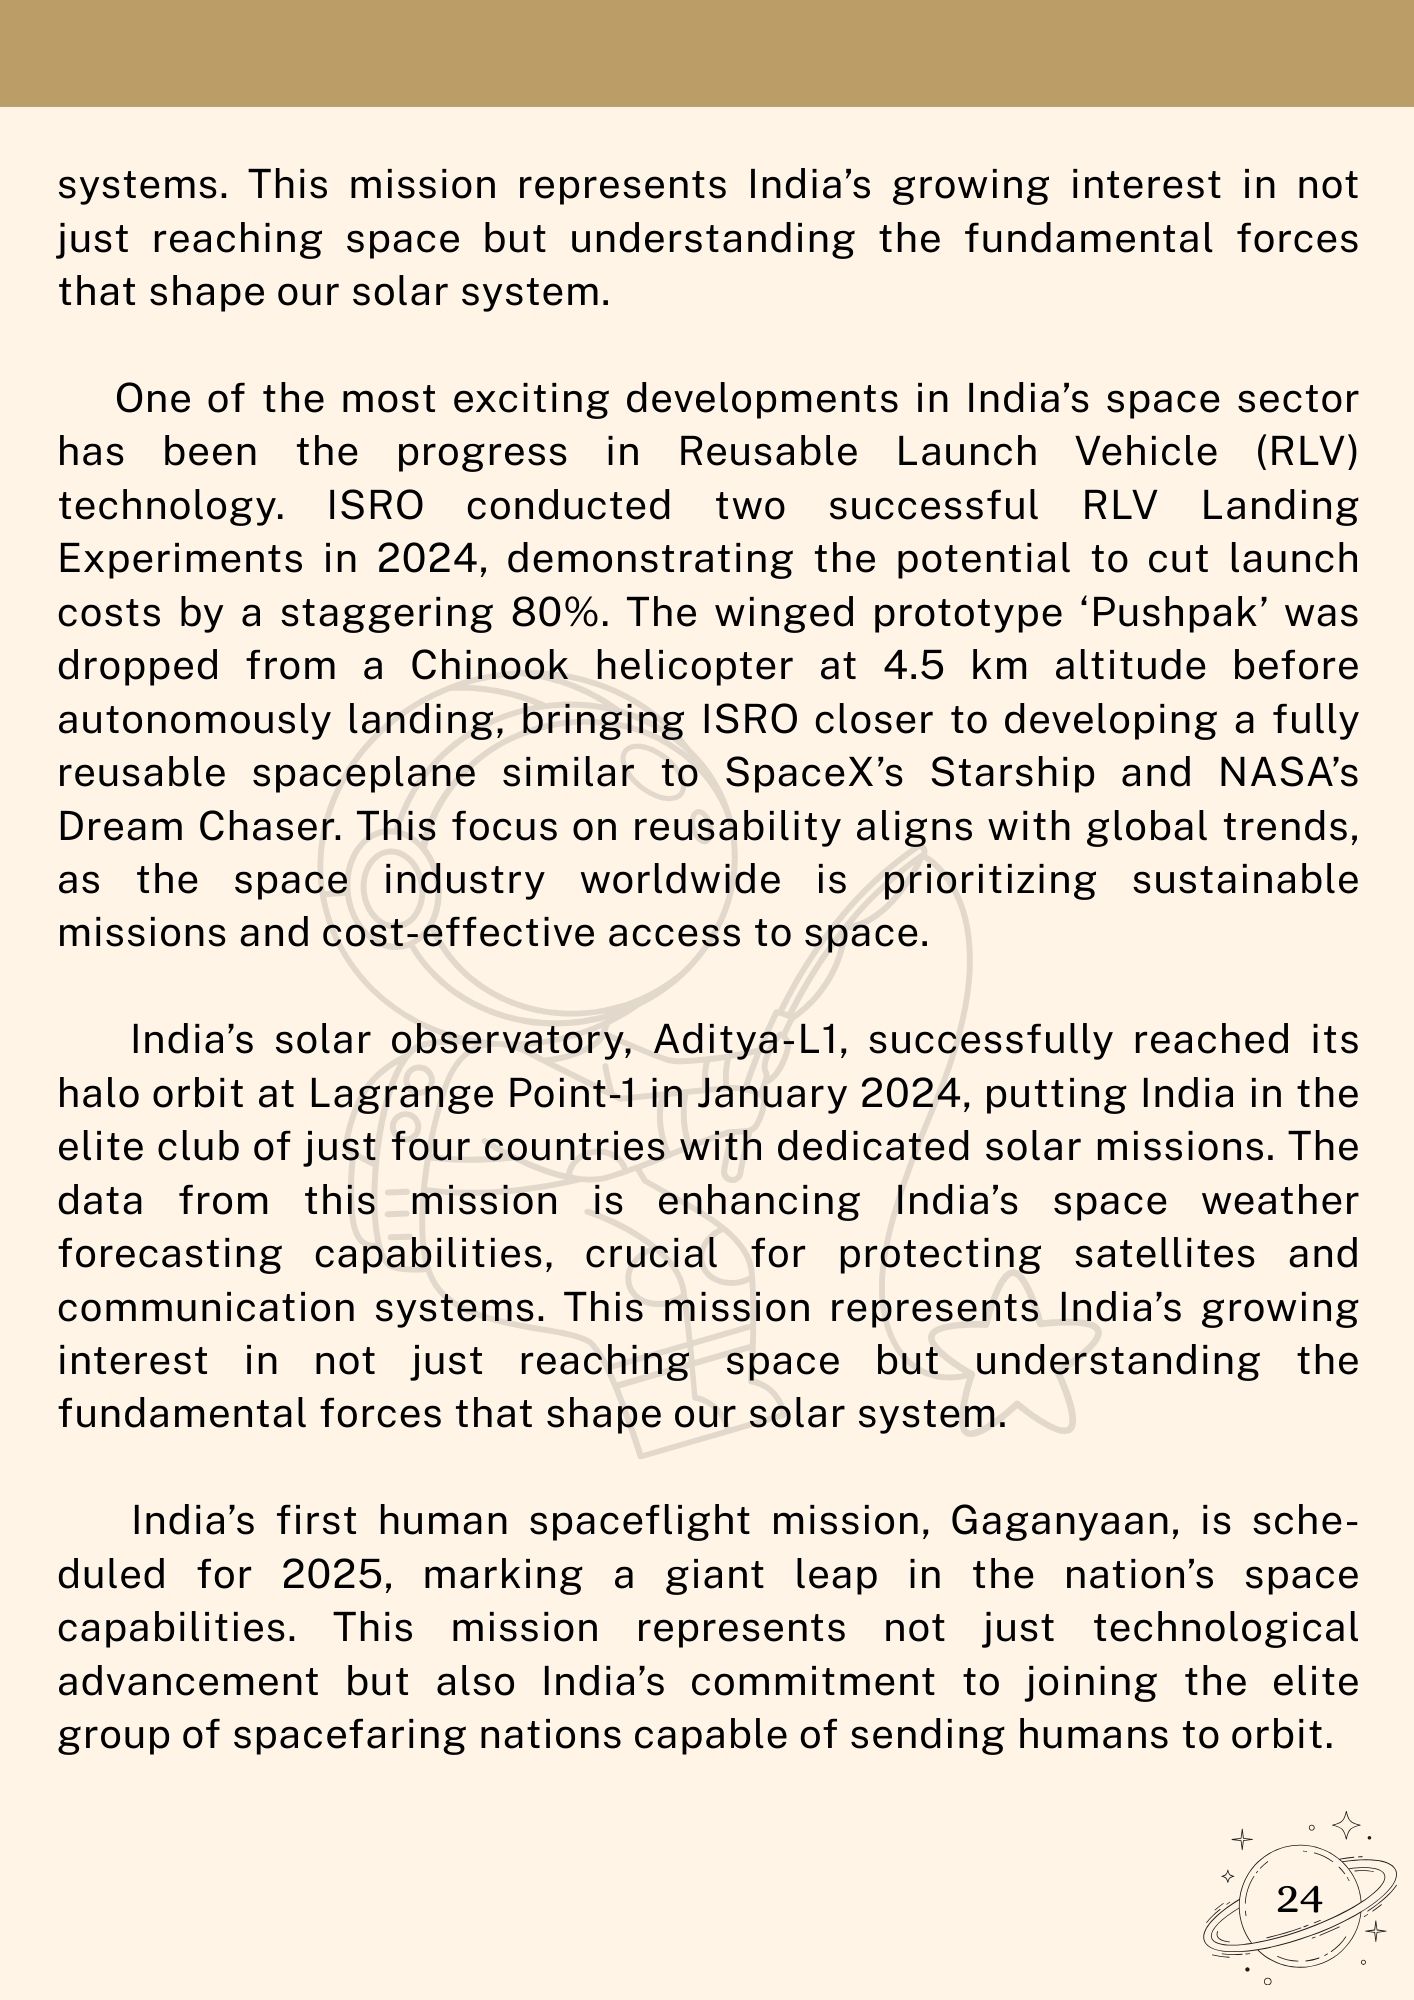 systems. This mission represents India’s growing interest in not
just reaching space but understanding the fundamental forces
that shape our solar system.
One of the most exciting developments in India’s space sector
has been the progress in Reusable Launch Vehicle (RLV)
technology. ISRO conducted two successful RLV Landing
Experiments in 2024, demonstrating the potential to cut launch
costs by a staggering 80%. The winged prototype ‘Pushpak’ was
dropped from a Chinook helicopter at 4.5 km altitude before
autonomously landing, bringing ISRO closer to developing a fully
reusable spaceplane similar to SpaceX’s Starship and NASA’s
Dream Chaser. This focus on reusability aligns with global trends,
as the space industry worldwide is prioritizing sustainable
missions and cost-effective access to space.
India’s solar observatory, Aditya-L1, successfully reached its
halo orbit at Lagrange Point-1 in January 2024, putting India in the
elite club of just four countries with dedicated solar missions. The
data from this mission is enhancing India’s space weather
forecasting capabilities, crucial for protecting satellites and
communication systems. This mission represents India’s growing
interest in not just reaching space but understanding the
fundamental forces that shape our solar system.
India’s first human spaceflight mission, Gaganyaan, is sche-
duled for 2025, marking a giant leap in the nation’s space
capabilities. This mission represents not just technological
advancement but also India’s commitment to joining the elite
group of spacefaring nations capable of sending humans to orbit.
24